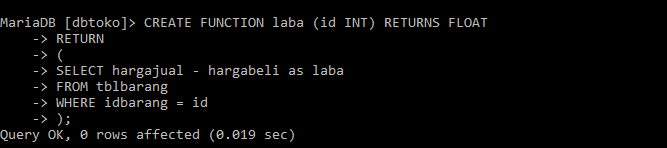 MariaDB [dbtoko]> CREATE FUNCTION laba (id INT) RETURNS FLOAT
    -> RETURN
    -> (
    -> SELECT hargajual - hargabeli as laba
    -> FROM tblbarang
    -> WHERE idbarang = id
    -> );
Query OK, 0 rows affected (0.019 sec)